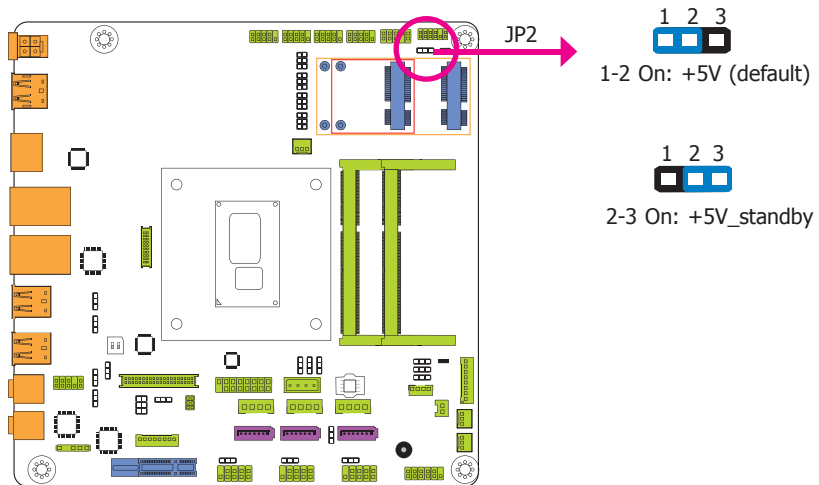 JP2
1 2 3
1-2 On: +5V (default)
1 2 3
2-3 On: +5V_standby